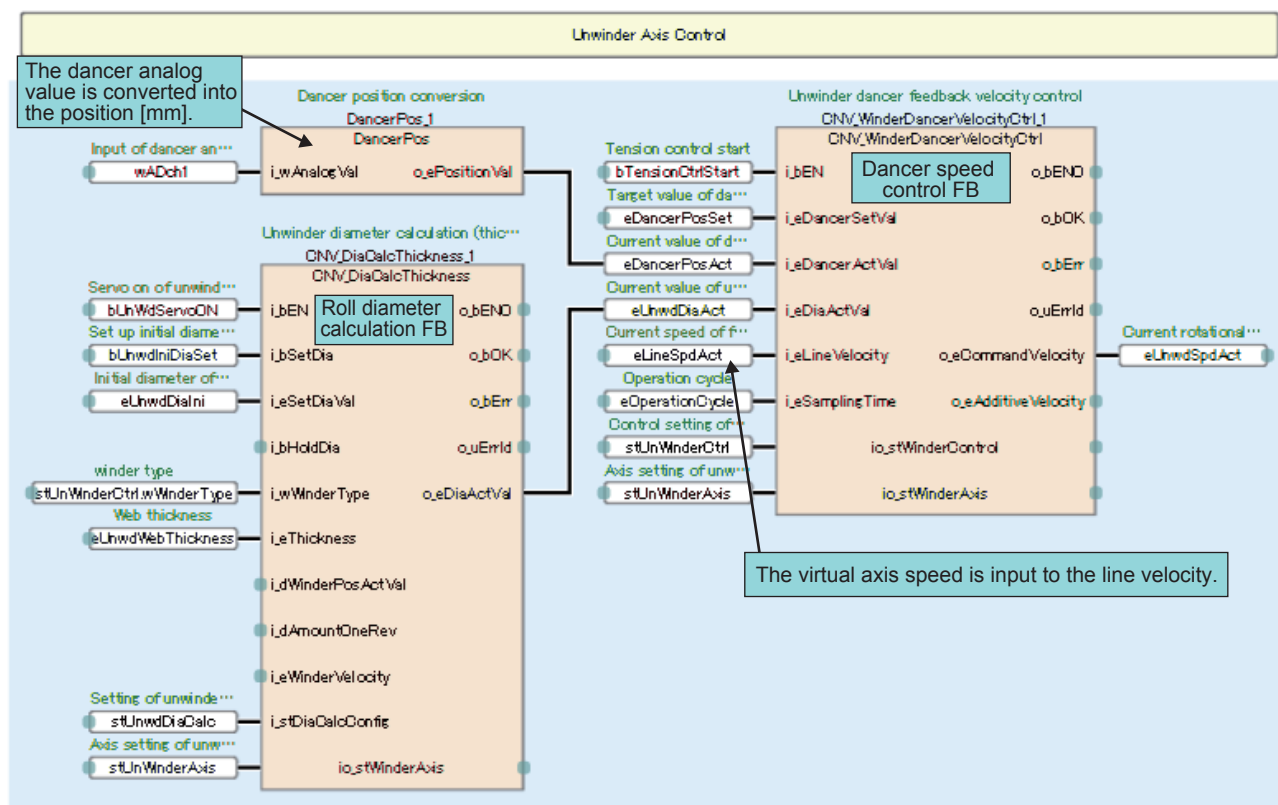 Unwinder Axis Control
The dancer analog
value is converted into
the position [mm].
Dancer position conversion
DancerPos_1
DancerPos
Input of dancer an…
wADch1
i_wAnalogVal
o_ePositionVal
Unwinder diameter calculation (thic…
CNV_DiaCalcThickness_1
CNV_DiaCalcThickness
Roll diameter
calculation FB
Servo on of unwind…
bUnWdServoON
i_bEN
o_bENO
Set up initial diame…
bUnwdIniDiaSet
i_bSetDia
o_bOK
Initial diameter of…
eUnwdDiaIni
i_eSetDiaVal
o_bErr
i_bHoldDia
o_uErrId
winder type
stUnWinderCtrl.wWinderType
i_wWinderType
o_eDiaActVal
Web thickness
eUnwdWebThickness
i_eThickness
i_dWinderPosActVal
i_dAmountOneRev
i_eWinderVelocity
Setting of unwinde…
stUnwdDiaCalc
i_stDiaCalcConfig
Axis setting of unw…
stUnWinderAxis
io_stWinderAxis
Unwinder dancer feedback velocity control
CNV_WinderDancerVelocityCtrl_1
CNV_WinderDancerVelocityCtrl
Dancer speed
control FB
Tension control start
bTensionCtrlStart
i_bEN
o_bENO
Target value of da…
eDancerPosSet
i_eDancerSetVal
o_bOK
Current value of d…
eDancerPosAct
i_eDancerActVal
o_bErr
Current value of u…
eUnwdDiaAct
i_eDiaActVal
o_uErrId
Current speed of f…
eLineSpdAct
i_eLineVelocity
o_eCommandVelocity
Current rotational…
eUnwdSpdAct
Operation cycle
eOperationCycle
i_eSamplingTime
o_eAdditiveVelocity
Control setting of…
stUnWinderCtrl
io_stWinderControl
Axis setting of unw…
stUnWinderAxis
io_stWinderAxis
The virtual axis speed is input to the line velocity.